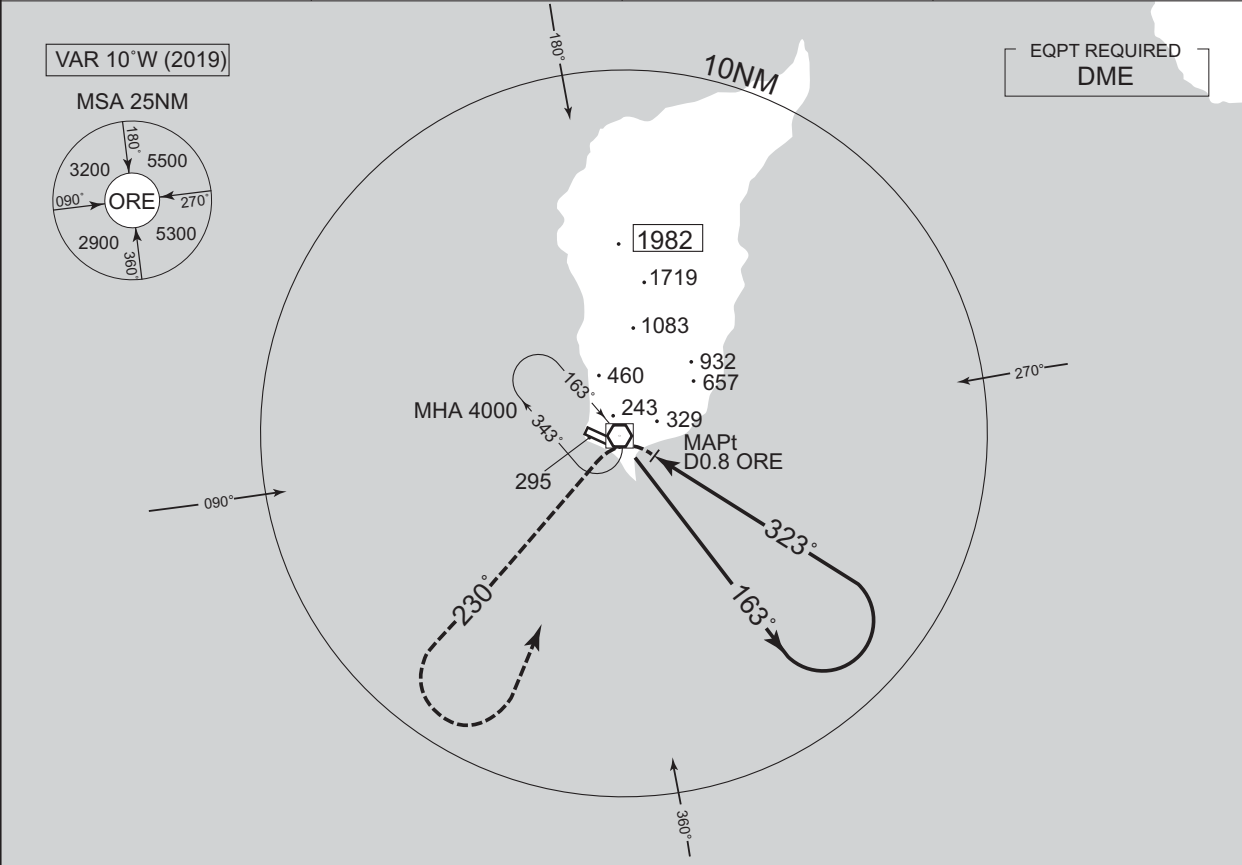 VAR 10˚W (2019)
MSA 25NM
180˚
3200
5500
090˚
ORE
270˚
2900
5300
360˚
180˚
10NM
EQPT REQUIRED
DME
1982
1719
1083
932
460
657
163˚
MHA 4000
243
329
343˚
MAPt
D0.8 ORE
295
270˚
090˚
323˚
230˚
163˚
360˚